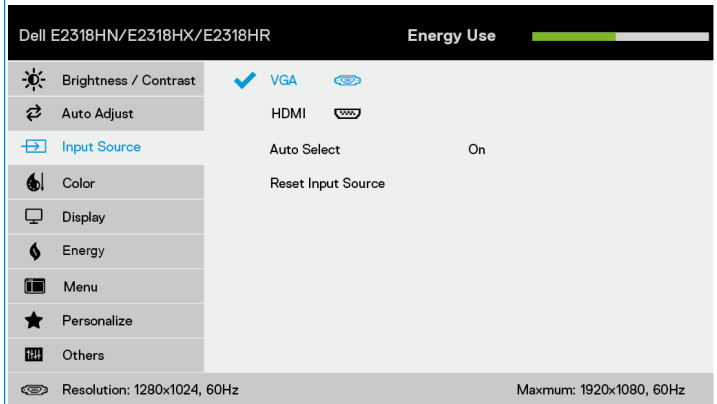 Dell E2318HN/E2318HX/E2318HR Energy Use
Brightness / Contrast VGA
Auto Adjust HDMI
Input Source Auto Select On
Color Reset Input Source
Display
Energy
Menu
Personalize
Others
Resolution: 1280x1024, 60Hz Maxmum: 1920x1080, 60Hz